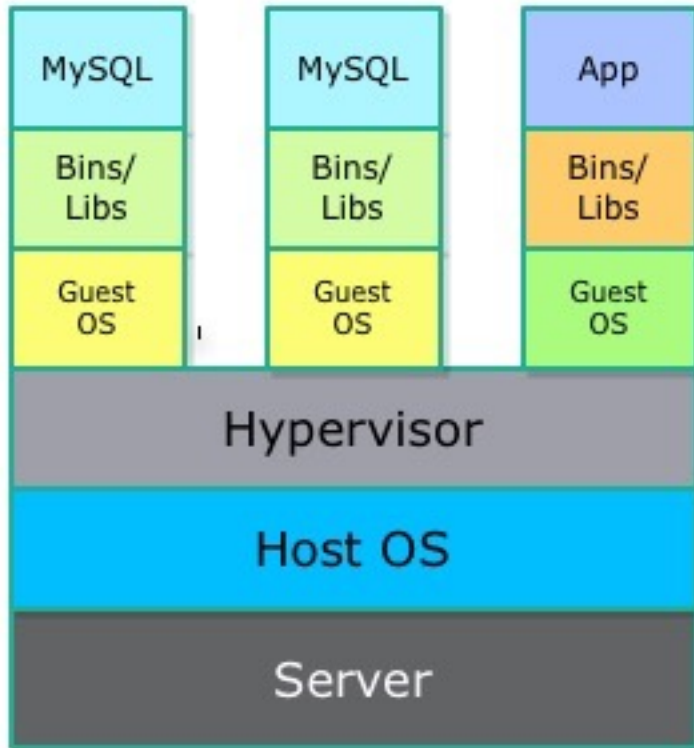 MySQL
MySQL
App
Bins/
Libs
Bins/
Libs
Bins/
Libs
Guest
OS
Guest
OS
Guest
OS
Hypervisor
Host OS
Server